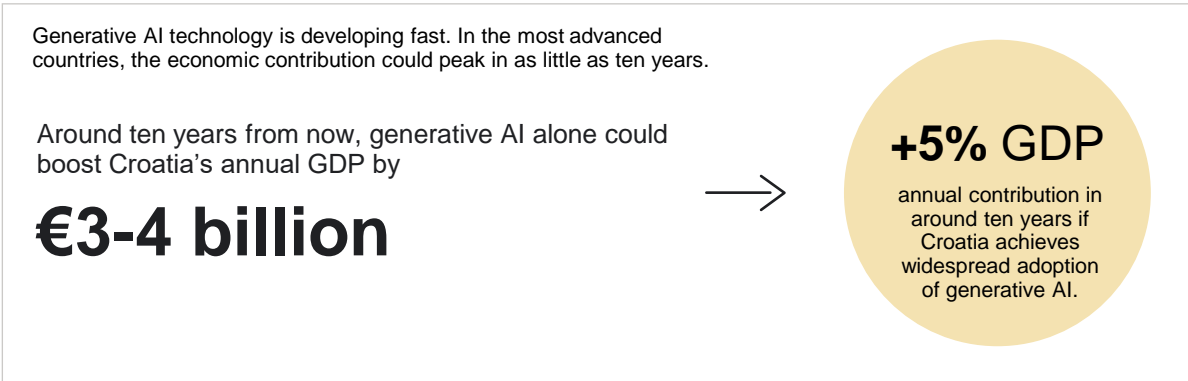 Generative AI technology is developing fast. In the most advanced
countries, the economic contribution could peak in as little as ten years.
Around ten years from now, generative AI alone could
boost Croatia’s annual GDP by
€3-4 billion
+5% GDP
annual contribution in
around ten years if
Croatia achieves
widespread adoption
of generative AI.